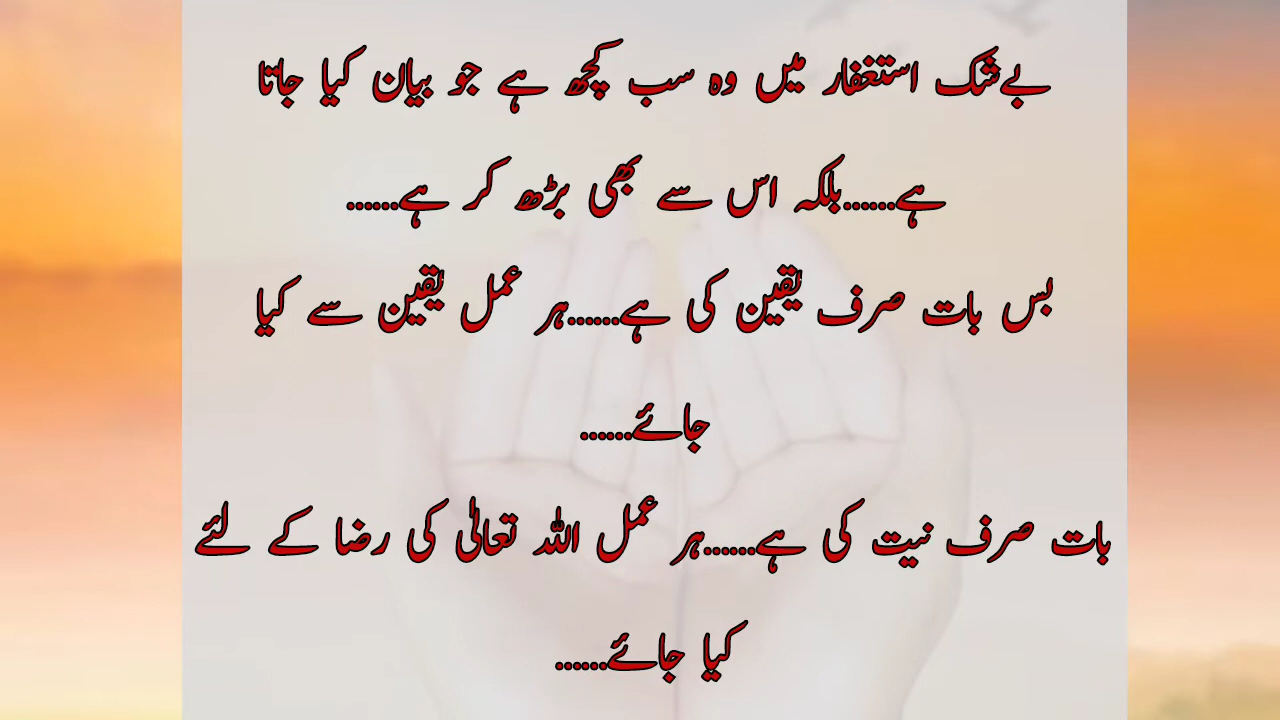 بےشک استغفار میں وہ سب کچھ ہے جو بیان کیا جاتا
ہے......بلکہ اس سے بھی بڑھ کر ہے......
بس بات صرف یقین کی ہے......ہر عمل یقین سے کیا
جائے......
بات صرف نیت کی ہے......ہر عمل اللہ تعالٰی کی رضا کے لئے
کیا جائے......